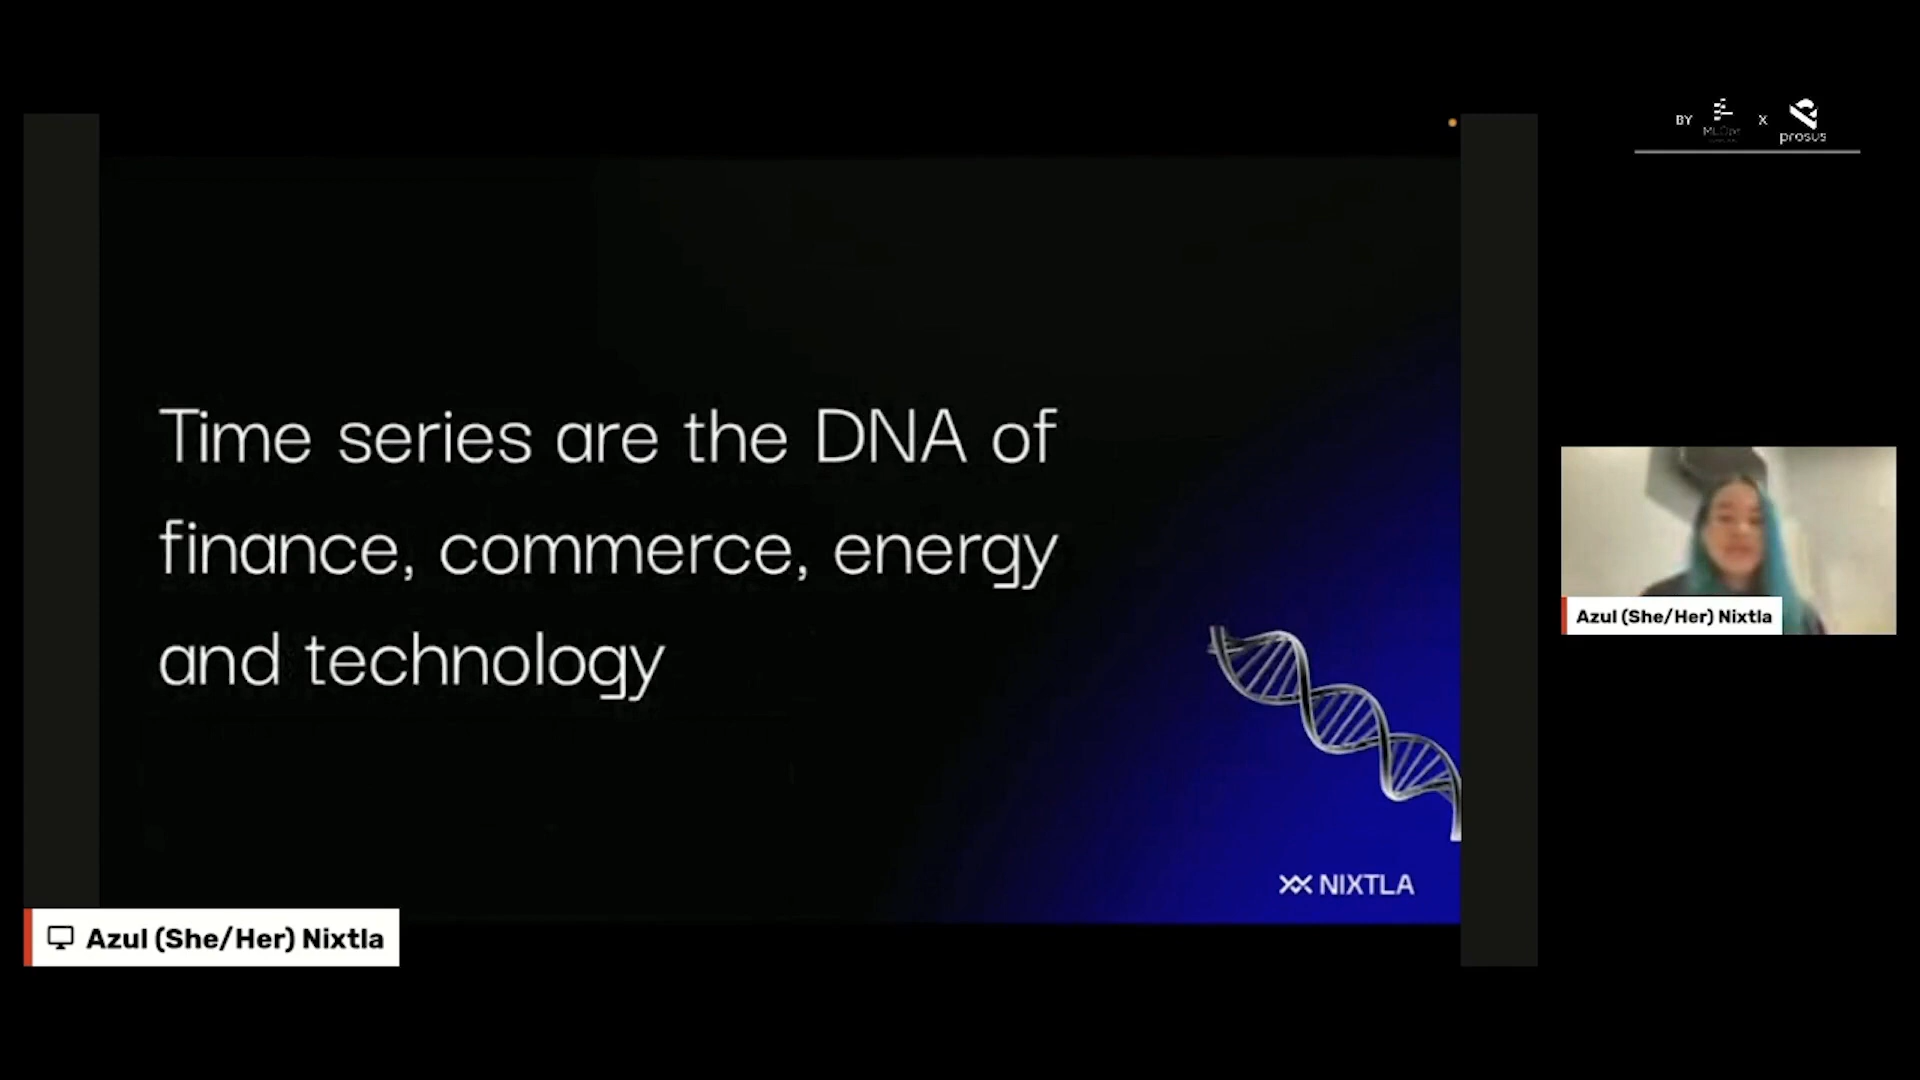 BY
MLOps
X
prosus
Time series are the DNA of
finance, commerce, energy
and technology
NIXTLA
Azul (She/Her) Nixtla
Azul (She/Her) Nixtla